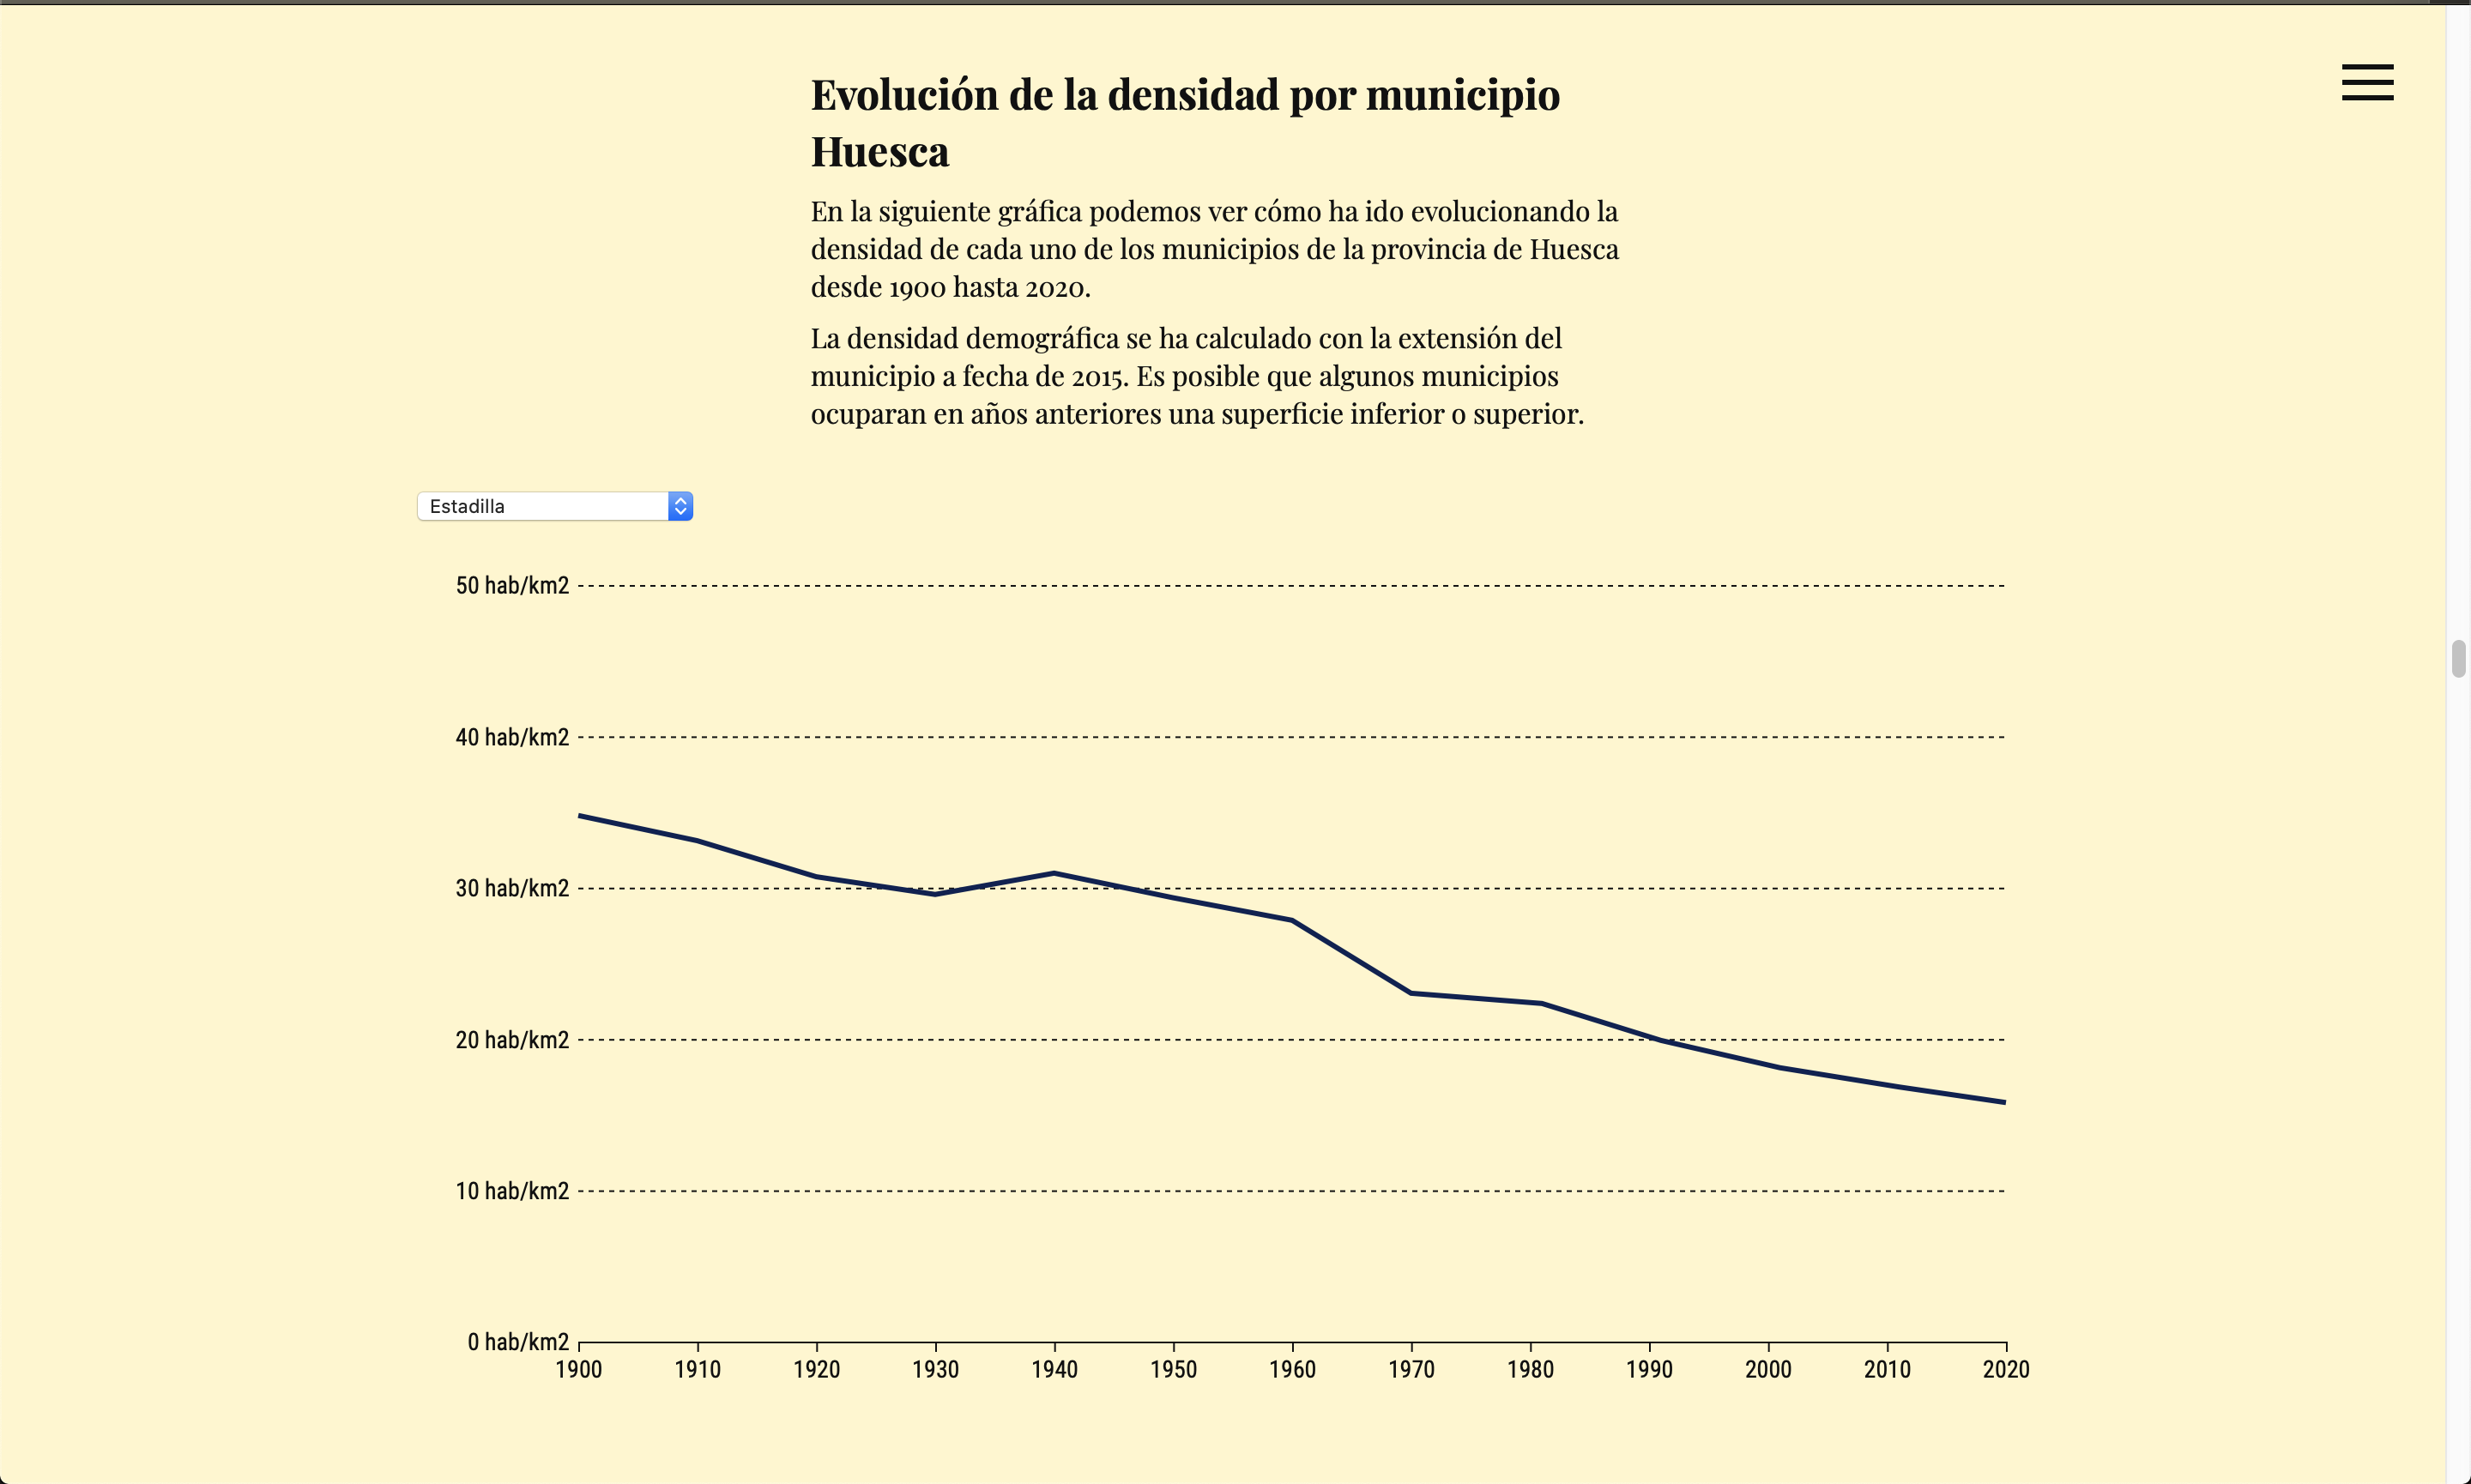 Evolución de la densidad por municipio
Huesca
En la siguiente gráfica podemos ver cómo ha ido evolucionando la
densidad de cada uno de los municipios de la provincia de Huesca
desde 1900 hasta 2020.
La densidad demográfica se ha calculado con la extensión del
municipio a fecha de 2015. Es posible que algunos municipios
ocuparan en años anteriores una superficie inferior o superior.
Estadilla
50 hab/km2
40 hab/km2
30 hab/km2
20 hab/km2
10 hab/km2
0 hab/km2
1900 1910 1920 1930 1940 1950 1960 1970 1980 1990 2000 2010 2020